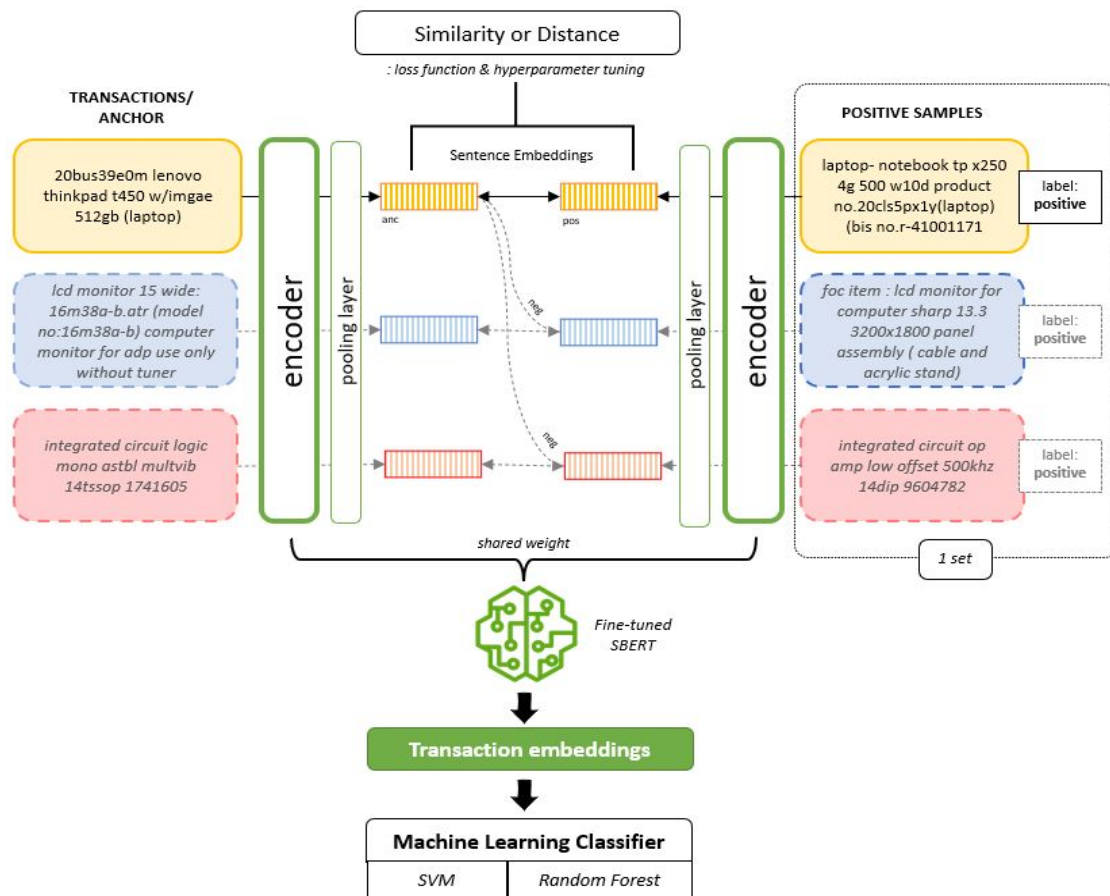 Similarity or Distance
: loss function & hyperparameter tuning
TRANSACTIONS/
ANCHOR
POSITIVE SAMPLES
20bus39e0m lenovo
thinkpad t450 w/imgae
512gb (laptop)
encoder
pooling layer
Sentence Embeddings
anc
pos
pooling layer
encoder
laptop- notebook tp x250
4g 500 w10d product
no.20cls5px1y(laptop)
(bis no.r-41001171
label:
positive
lcd monitor 15 wide:
16m38a-b.atr (model
no:16m38a-b) computer
monitor for adp use only
without tuner
neg
foc item : lcd monitor for
computer sharp 13.3
3200x1800 panel
assembly ( cable and
acrylic stand)
label:
positive
integrated circuit logic
mono astbl multvib
14tssop 1741605
neg
integrated circuit op
amp low offset 500khz
14dip 9604782
label:
positive
shared weight
1 set
Fine-tuned
SBERT
Transaction embeddings
Machine Learning Classifier
SVM
Random Forest